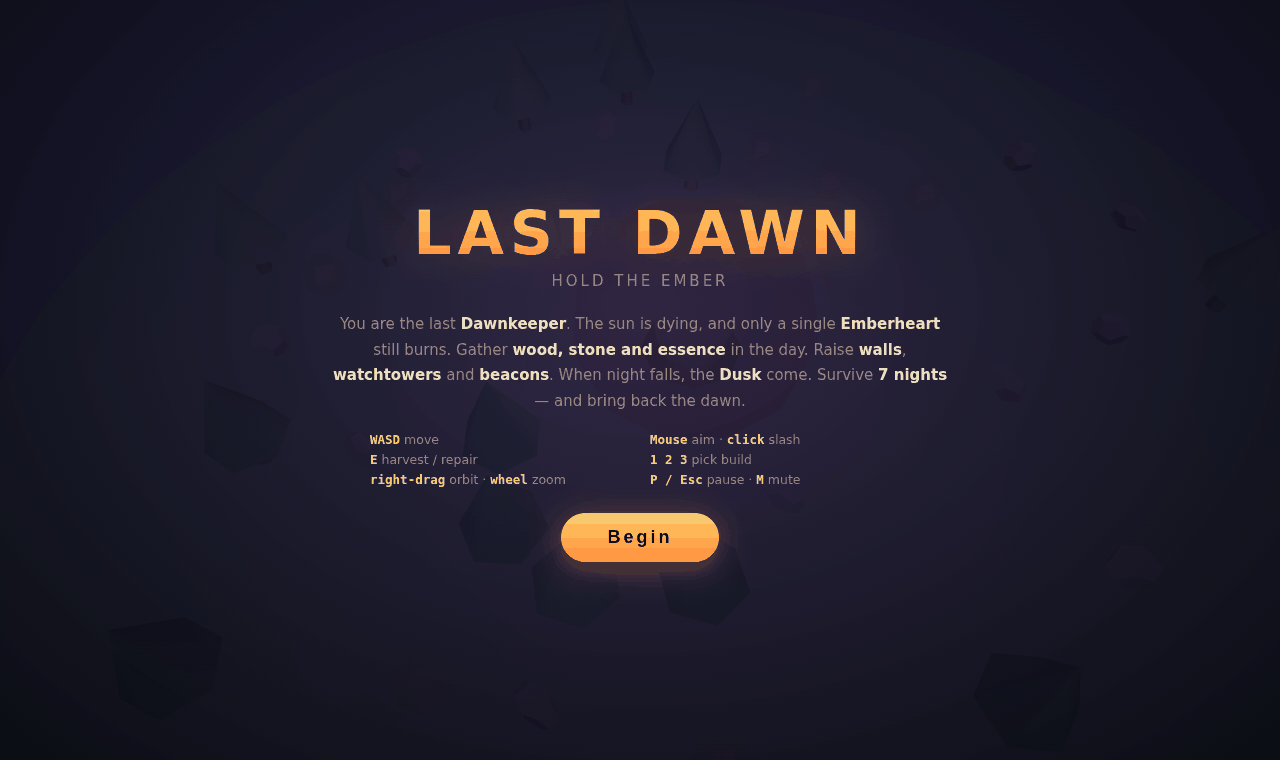 LAST DAWN
HOLD THE EMBER
You are the last Dawnkeeper. The sun is dying, and only a single Emberheart
still burns. Gather wood, stone and essence in the day. Raise walls,
watchtowers and beacons. When night falls, the Dusk come. Survive 7 nights
— and bring back the dawn.
WASD move
Mouse aim · click slash
E harvest / repair
1 2 3 pick build
right-drag orbit · wheel zoom
P / Esc pause · M mute
Begin